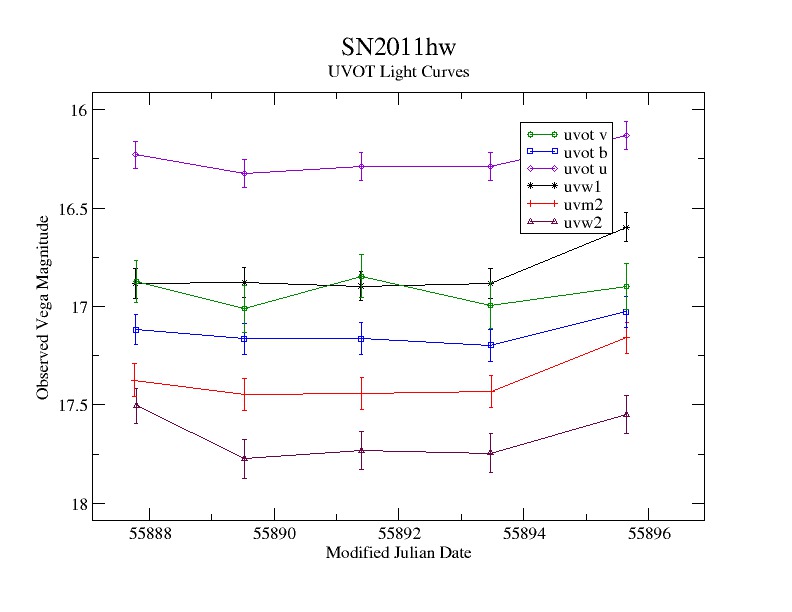 SN2011hw
UVOT Light Curves
uvot v
uvot b
uvot u
uvw1
uvm2
uvw2
Observed Vega Magnitude
16
16.5
17
17.5
18
55888 55890 55892 55894 55896
Modified Julian Date